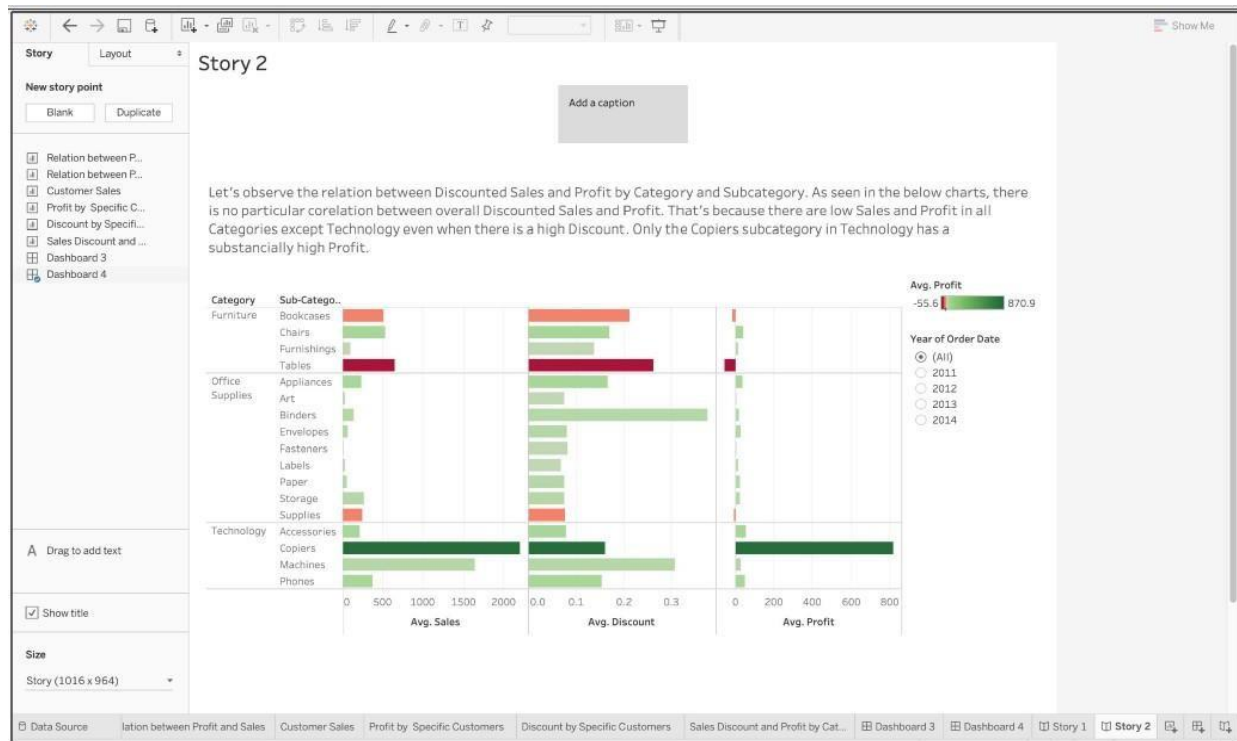 Show Me
Story
Layout
Story 2
New story point
Blank
Duplicate
Add a caption
Relation between P...
Relation between P...
Customer Sales
Profit by Specific C...
Discount by Specifi...
Sales Discount and ...
Dashboard 3
Dashboard 4
Let's observe the relation between Discounted Sales and Profit by Category and Subcategory. As seen in the below charts, there
is no particular corelation between overall Discounted Sales and Profit. That's because there are low Sales and Profit in all
Categories except Technology even when there is a high Discount. Only the Copiers subcategory in Technology has a
substancially high Profit.
Avg. Profit
-55.6 870.9
Year of Order Date
(All)
2011
2012
2013
2014
Category Sub-Catego..
Furniture Bookcases
Chairs
Furnishings
Tables
Office Supplies Appliances
Art
Binders
Envelopes
Fasteners
Labels
Paper
Storage
Supplies
Technology Accessories
Copiers
Machines
Phones
0 500 1000 1500 2000 0.0 0.1 0.2 0.3 0 200 400 600 800
Avg. Sales Avg. Discount Avg. Profit
A Drag to add text
Show title
Size
Story (1016 x 964)
Data Source lation between Profit and Sales Customer Sales Profit by Specific Customers Discount by Specific Customers Sales Discount and Profit by Cat... Dashboard 3 Dashboard 4 Story 1 Story 2